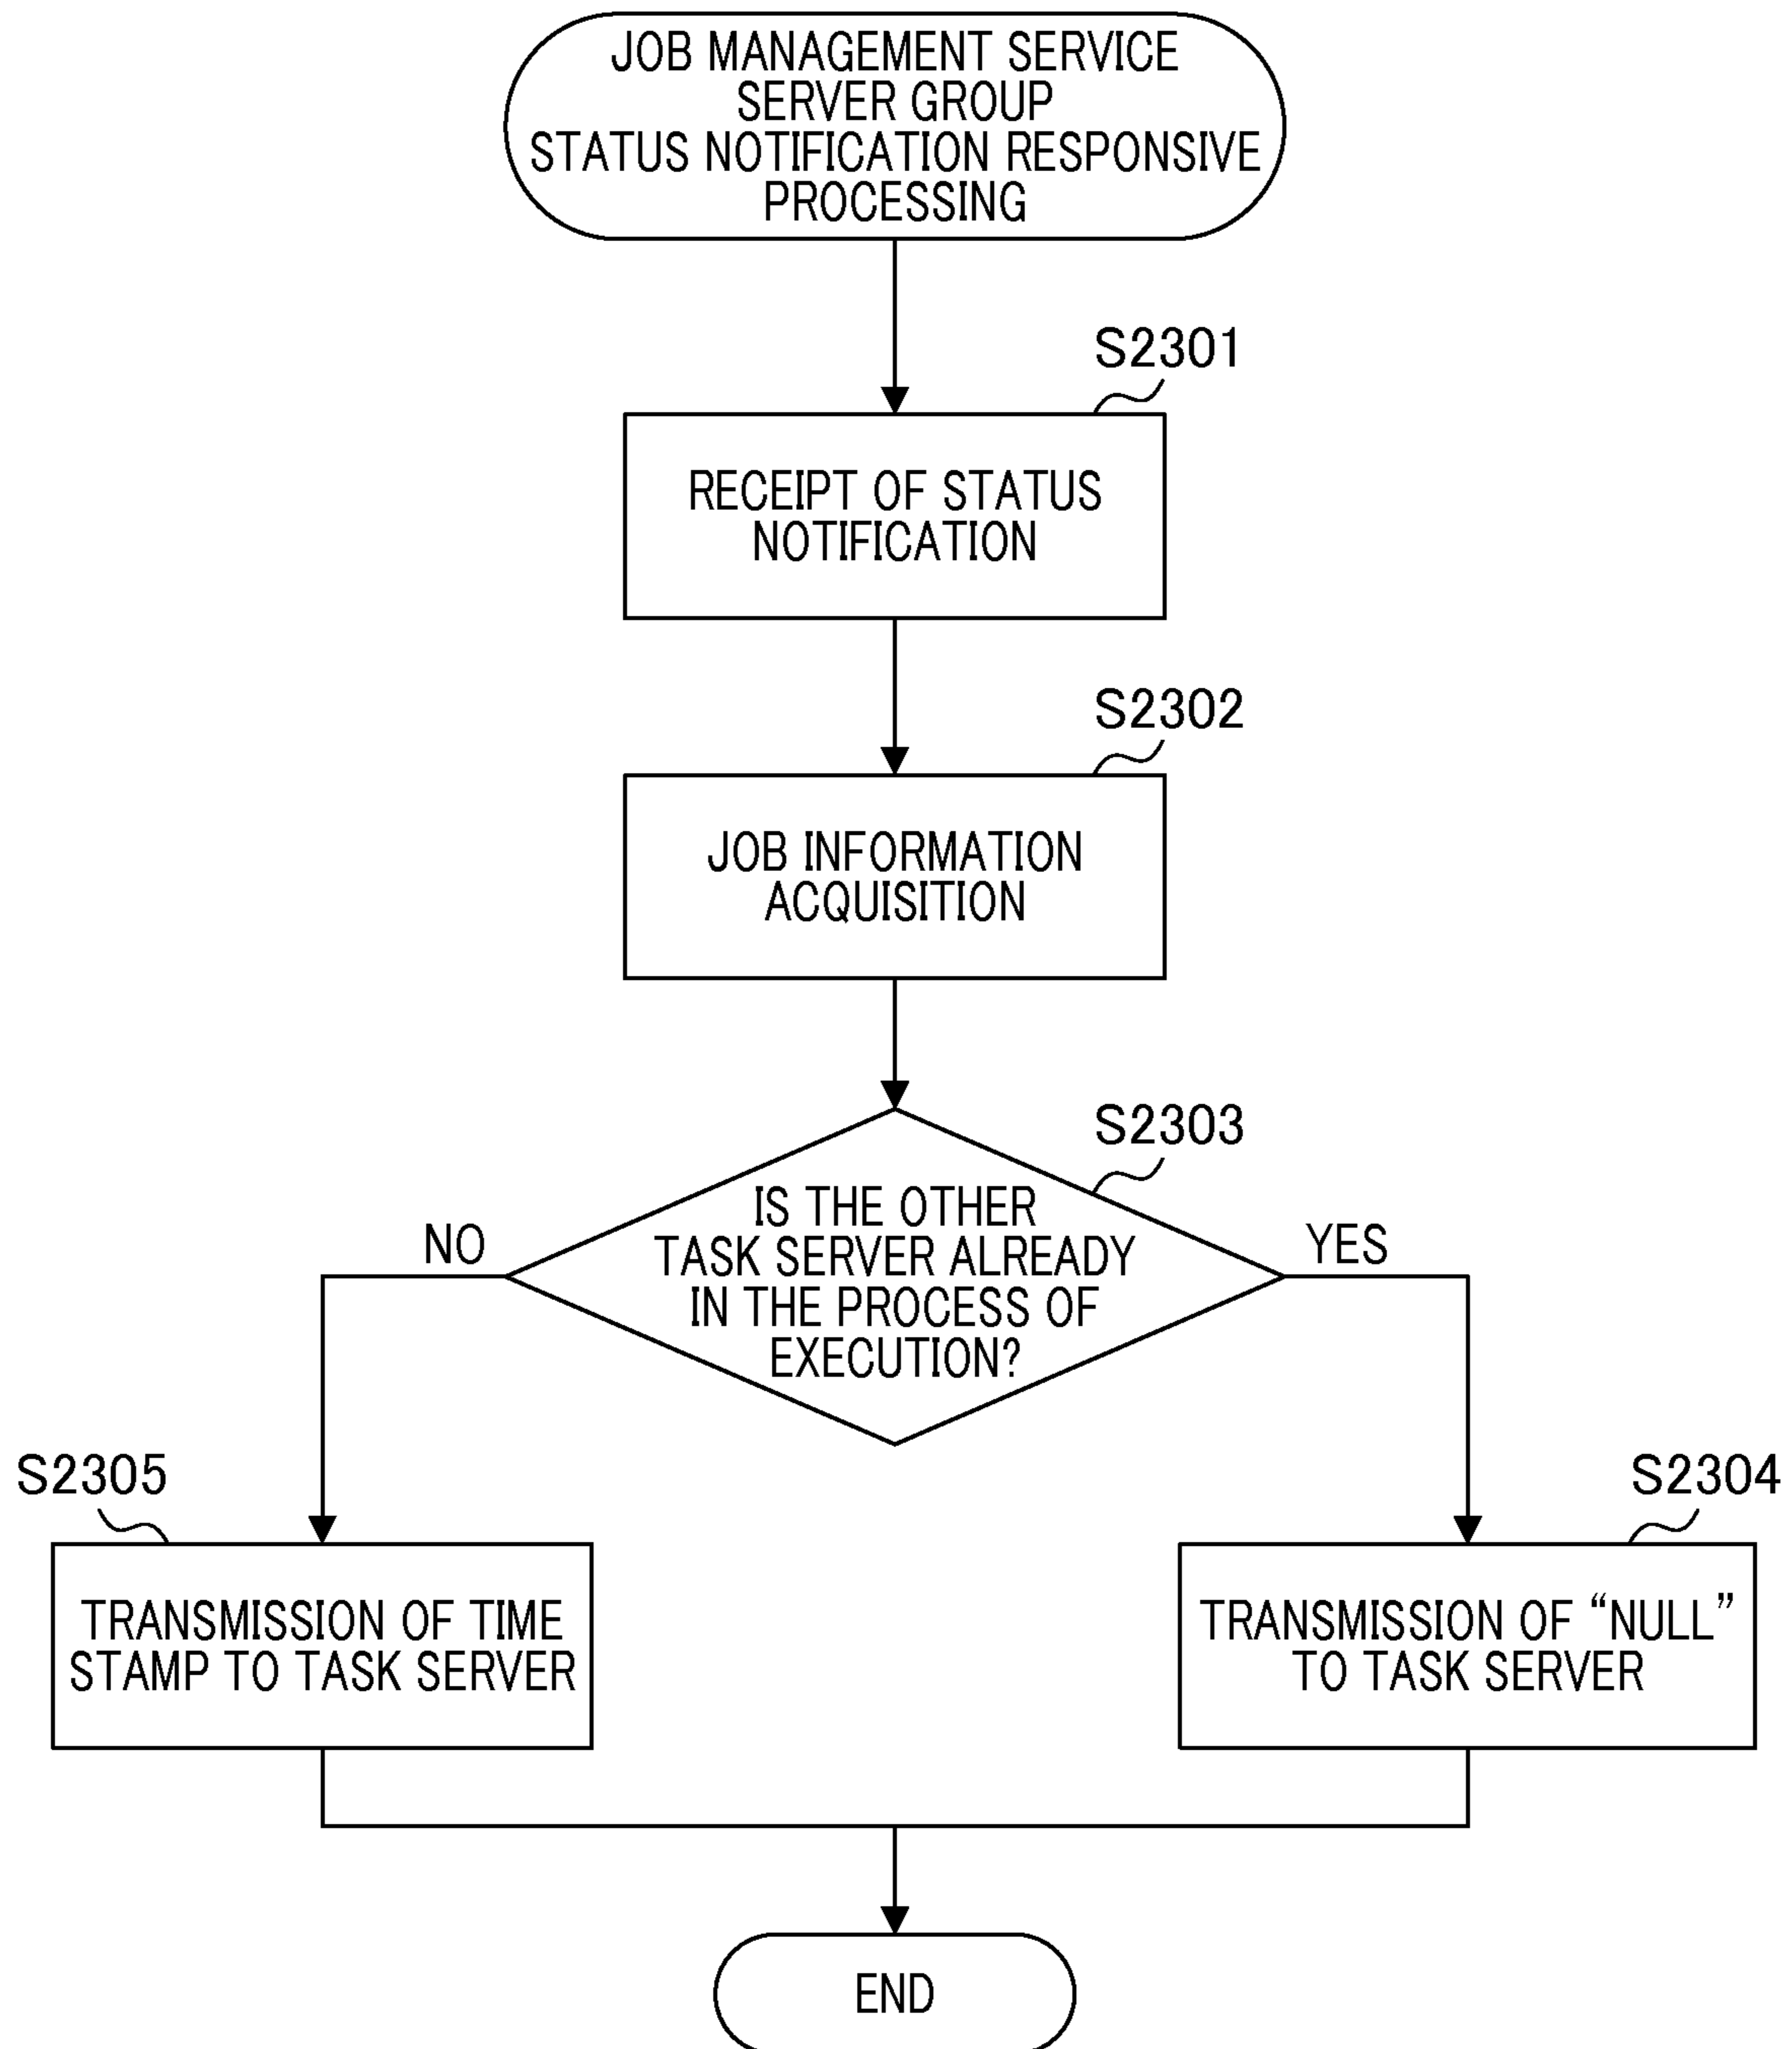 JOB MANAGEMENT SERVICE
SERVER GROUP
STATUS NOTIFICATION RESPONSIVE
PROCESSING
S2301
RECEIPT OF STATUS
NOTIFICATION
S2302
JOB INFORMATION
ACQUISITION
S2303
IS THE OTHER
TASK SERVER ALREADY
IN THE PROCESS OF
EXECUTION?
NO
YES
S2305
TRANSMISSION OF TIME
STAMP TO TASK SERVER
S2304
TRANSMISSION OF “NULL”
TO TASK SERVER
END